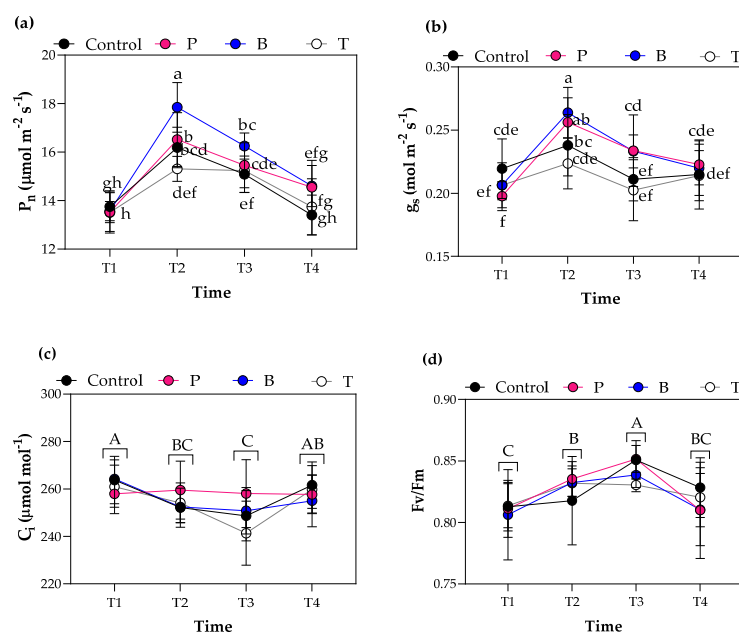 (a)
Control P B T
20
18
16
14
12
Pn (μmol m⁻² s⁻¹)
a
b
bcd
def
bc
cde
ef
efg
fg
gh
gh
h
T1 T2 T3 T4
Time
(b)
Control P B T
0.30
0.25
0.20
0.15
gs (mol m⁻² s⁻¹)
cde
ef
f
a
ab
bc
cde
cd
ef
ef
cde
def
T1 T2 T3 T4
Time
(c)
Control P B T
300
280
260
240
220
Ci (μmol mol⁻¹)
A BC C AB
T1 T2 T3 T4
Time
(d)
Control P B T
0.90
0.85
0.80
0.75
Fv/Fm
C B A BC
T1 T2 T3 T4
Time